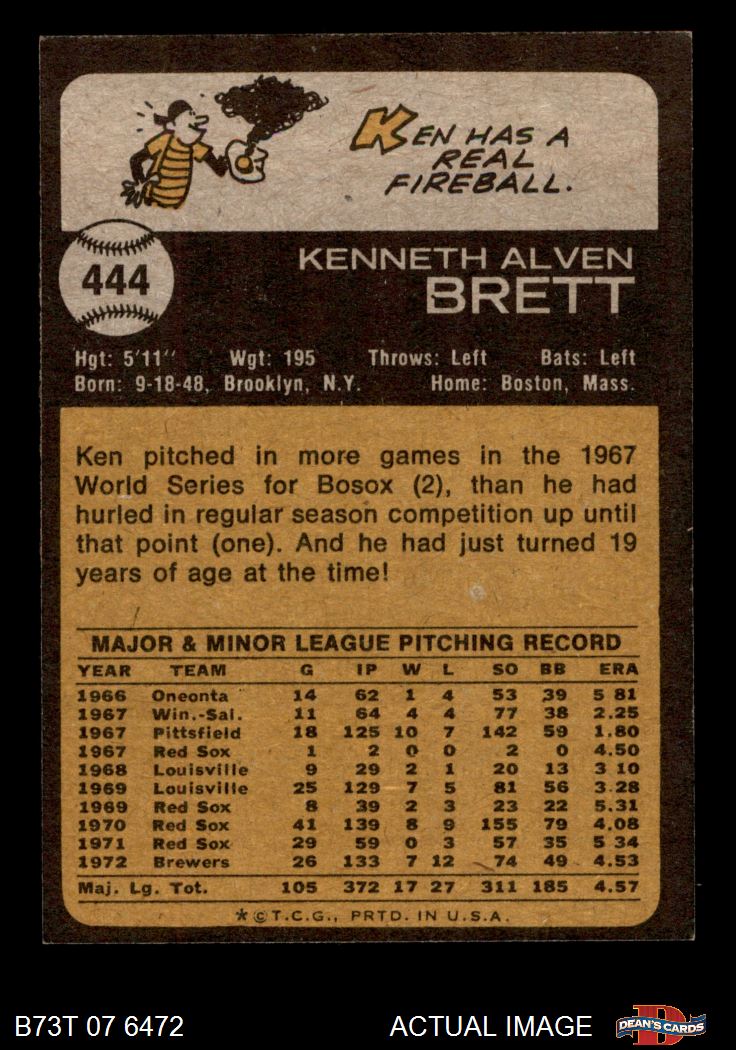 KEN HAS A
REAL
FIREBALL.
444
KENNETH ALVEN
BRETT
Hgt: 5'11" Wgt: 195 Throws: Left Bats: Left
Born: 9-18-48, Brooklyn, N.Y. Home: Boston, Mass.
Ken pitched in more games in the 1967
World Series for Bosox (2), than he had
hurled in regular season competition up until
that point (one). And he had just turned 19
years of age at the time!
MAJOR & MINOR LEAGUE PITCHING RECORD
YEAR TEAM G IP W L SO BB ERA
1966 Oneonta 14 62 1 4 53 39 5 81
1967 Win.-Sal. 11 64 4 4 77 38 2.25
1967 Pittsfield 18 125 10 7 142 59 1.80
1967 Red Sox 1 2 0 0 2 0 4.50
1968 Louisville 9 29 2 1 20 13 3 10
1969 Louisville 25 129 7 5 81 56 3.28
1969 Red Sox 8 39 2 3 23 22 5.31
1970 Red Sox 41 139 8 9 155 79 4.08
1971 Red Sox 29 59 0 3 57 35 5 34
1972 Brewers 26 133 7 12 74 49 4.53
Maj. Lg. Tot. 105 372 17 27 311 185 4.57
*©T.C.G., PRTD. IN U.S.A.
B73T 07 6472 ACTUAL IMAGE DEAN'S CARDS